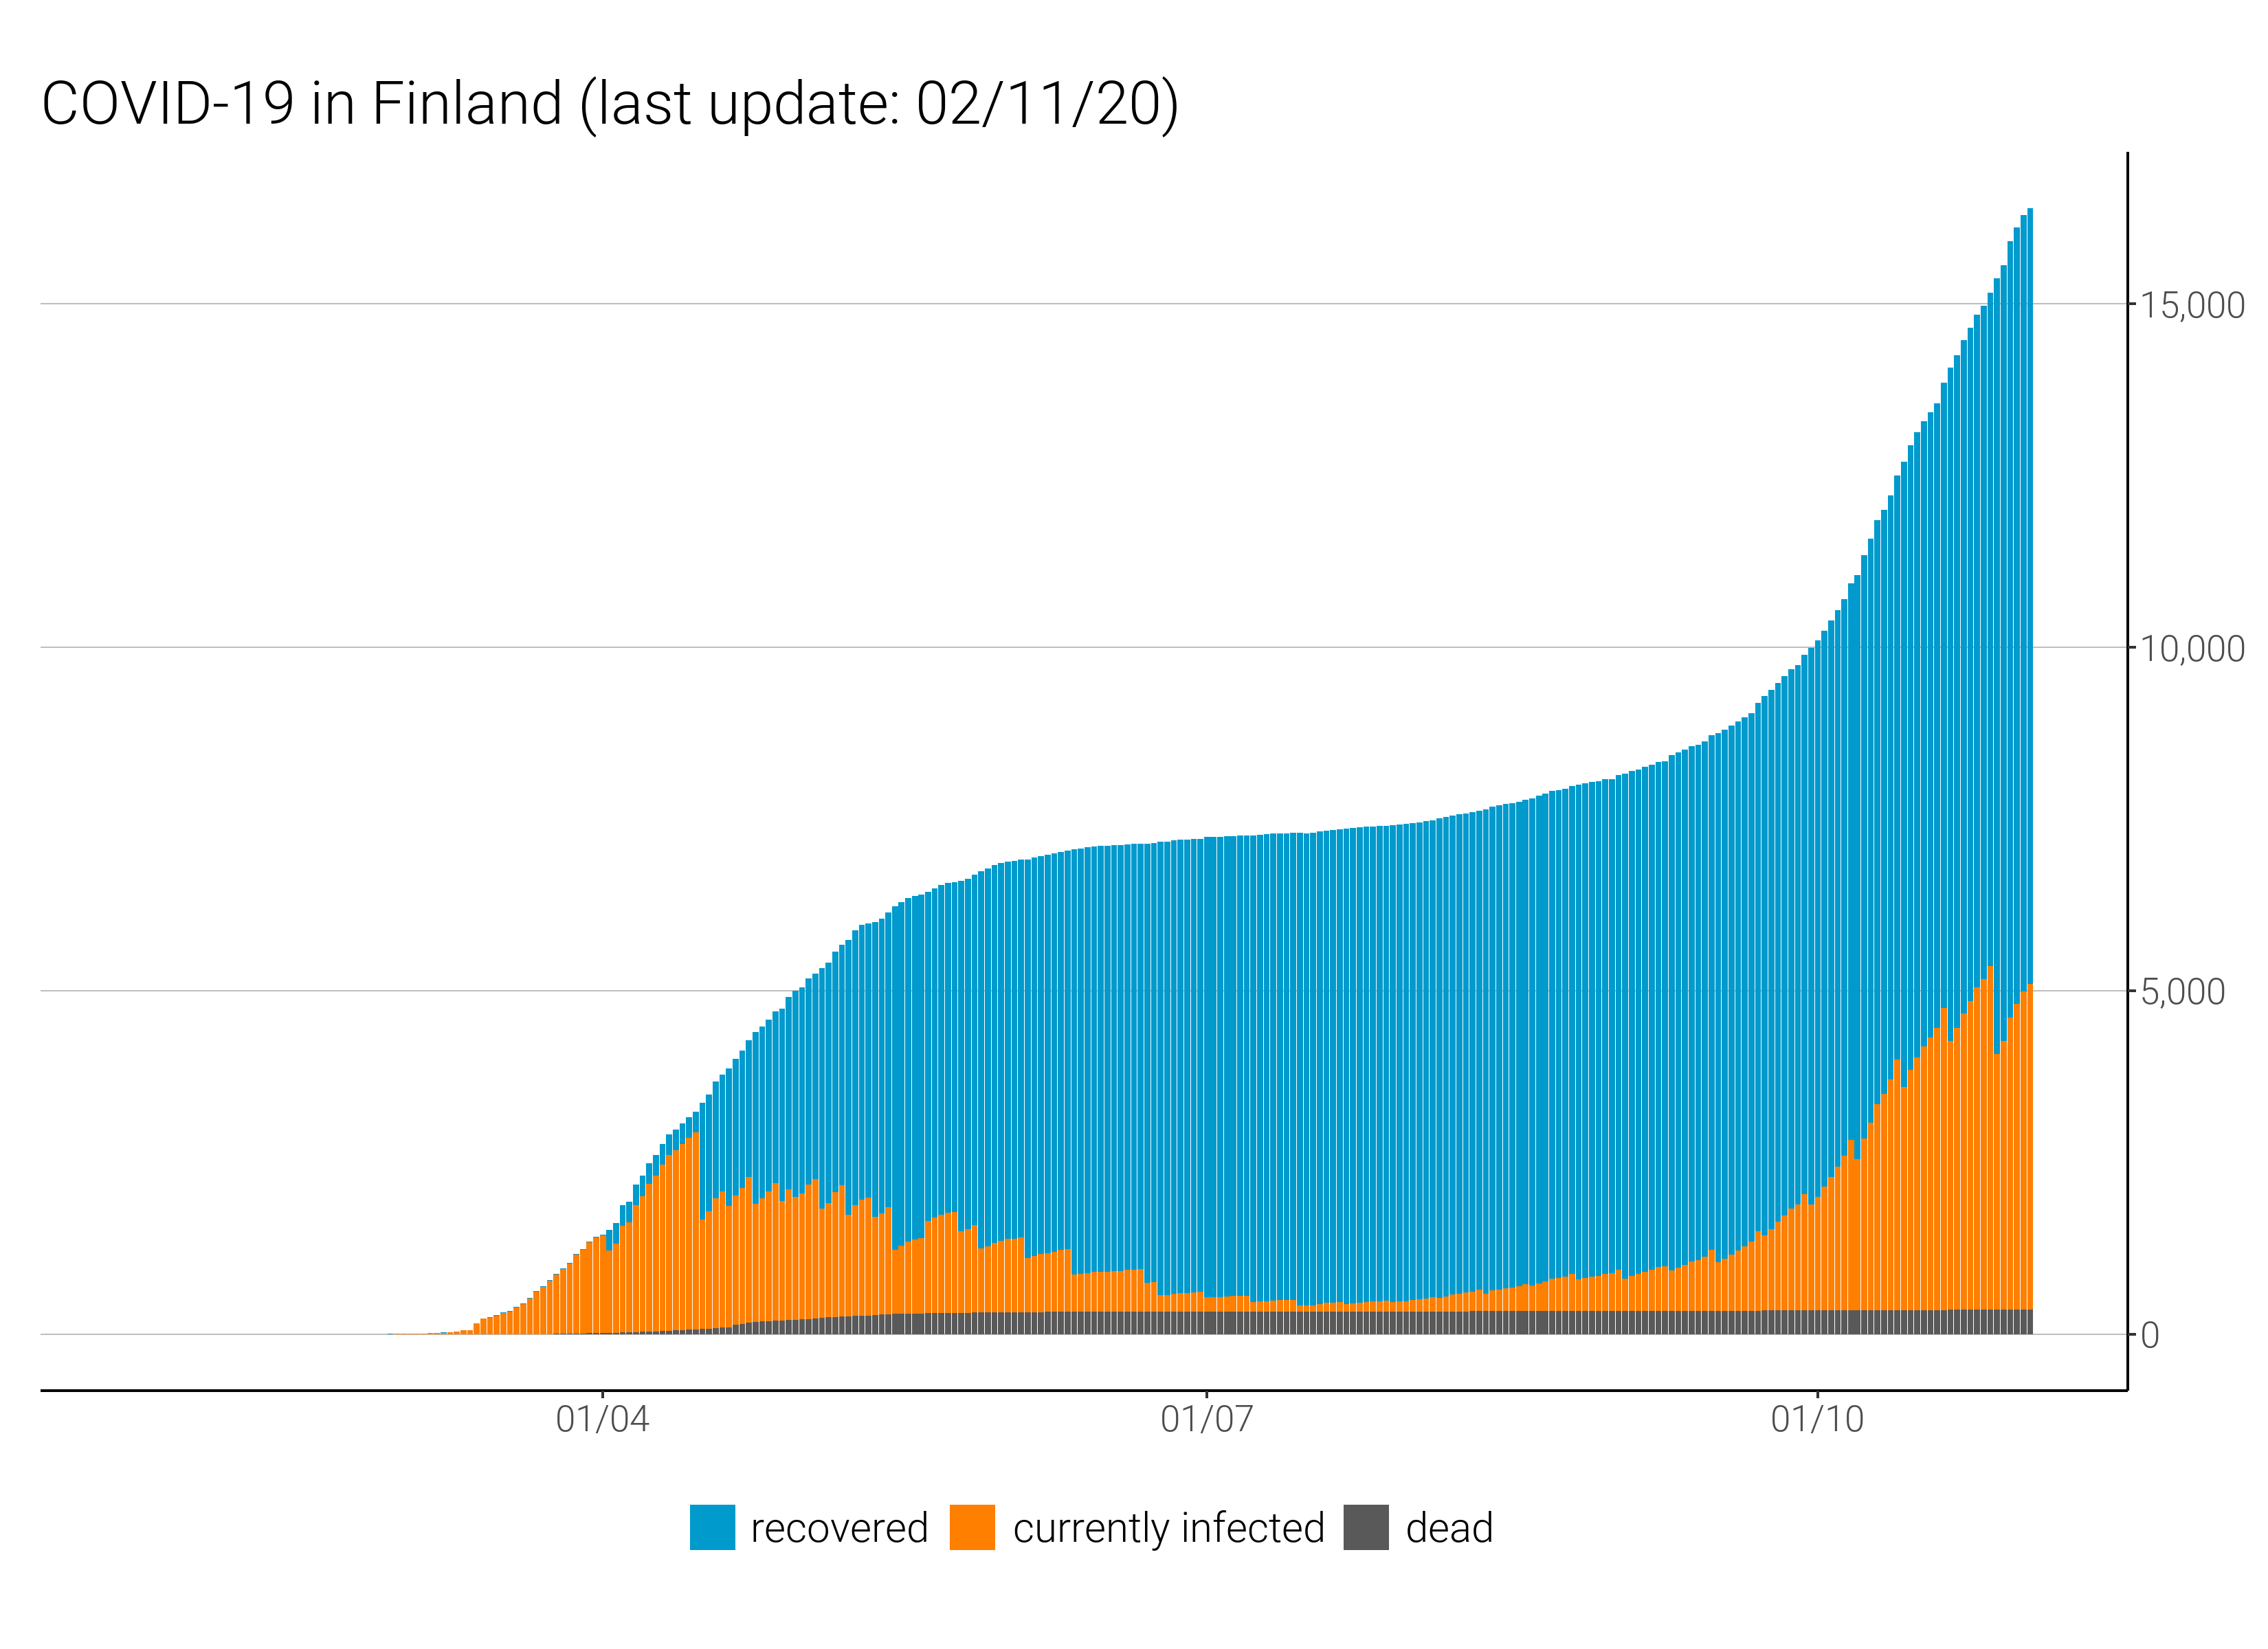 COVID-19 in Finland (last update: 02/11/20)
15,000
10,000
5,000
0
01/04 01/07 01/10
recovered currently infected dead